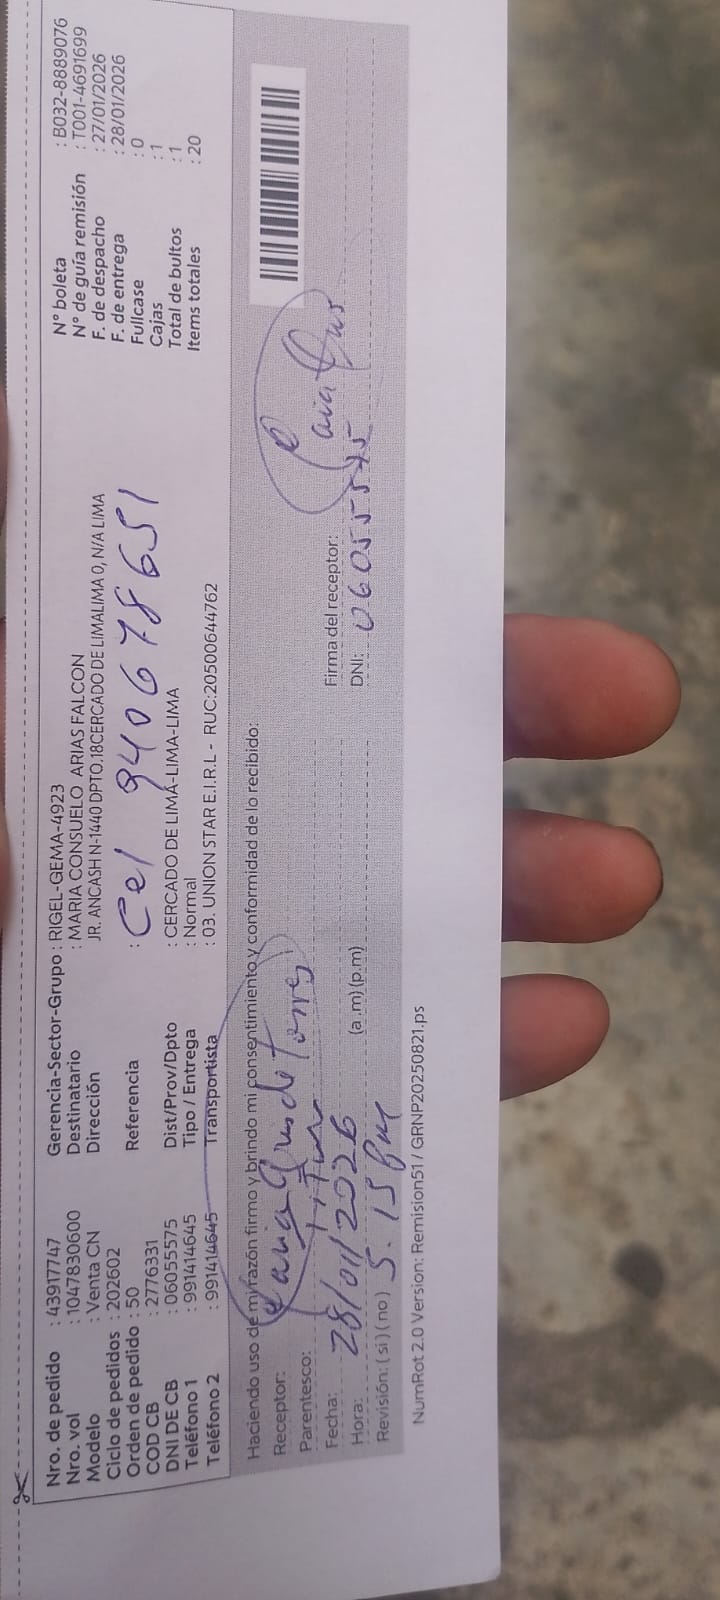 Nro. de pedido : 43917747
Nro. vol : 1047830600
Modelo : Venta CN
Ciclo de pedidos : 202602
Orden de pedido : 50
COD CB : 2776331
DNI DE CB : 06055575
Teléfono 1 : 991414645
Teléfono 2 : 991414645
Gerencia-Sector-Grupo : RIGEL-GEMA-4923
Destinatario : MARIA CONSUELO ARIAS FALCON
Dirección JR. ANCASH N-1440 DPTO.18CERCADO DE LIMALIMA 0, N/A LIMA
Referencia : Cel 940678651
Dist/Prov/Dpto : CERCADO DE LIMA-LIMA-LIMA
Tipo / Entrega : Normal
Transportista : 03. UNION STAR E.I.R.L - RUC:20500644762
N° boleta : B032-8889076
N° de guía remisión : T001-4691699
F. de despacho : 27/01/2026
F. de entrega : 28/01/2026
Fullcase : 0
Cajas : 1
Total de bultos : 1
Items totales : 20
Haciendo uso de mi razón firmo y brindo mi consentimiento y conformidad de lo recibido:
Receptor: de Torres
Parentesco:
Fecha: 28/01/2026
Hora: 5.15 pm (a.m) (p.m)
Revisión: (si) (no)
Firma del receptor:
DNI: 06055575
NumRot 2.0 Version: Remision51 / GRNP20250821.ps